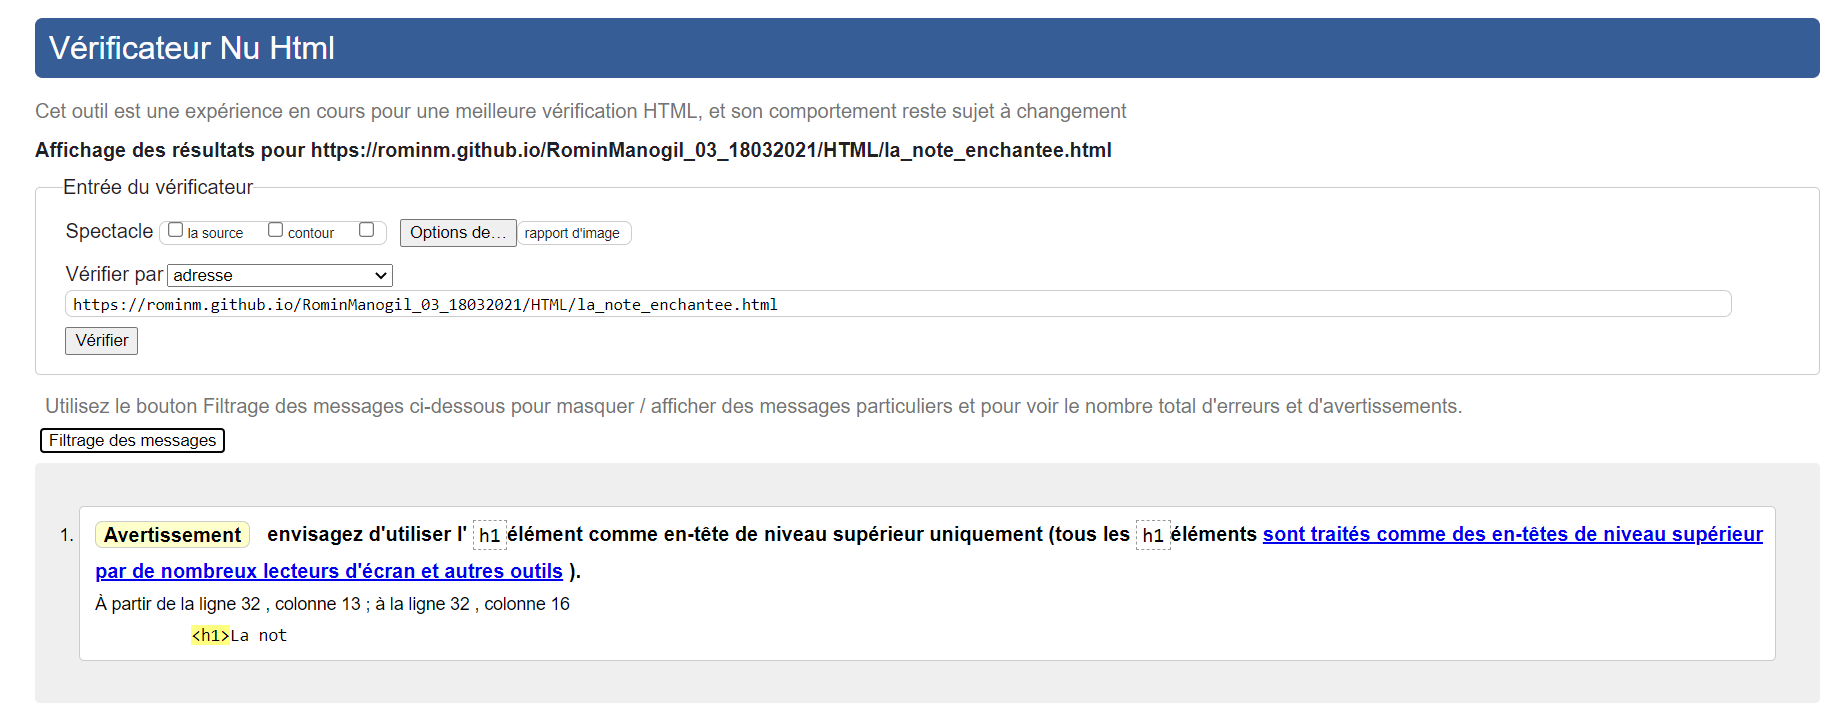 Vérificateur Nu Html
Cet outil est une expérience en cours pour une meilleure vérification HTML, et son comportement reste sujet à changement
Affichage des résultats pour https://rominm.github.io/RominManogil_03_18032021/HTML/la_note_enchantee.html
Entrée du vérificateur
Spectacle la source contour Options de... rapport d'image
Vérifier par adresse
https://rominm.github.io/RominManogil_03_18032021/HTML/la_note_enchantee.html
Vérifier
Utilisez le bouton Filtrage des messages ci-dessous pour masquer / afficher des messages particuliers et pour voir le nombre total d'erreurs et d'avertissements.
Filtrage des messages
1. Avertissement envisagez d'utiliser l' h1 élément comme en-tête de niveau supérieur uniquement (tous les h1 éléments sont traités comme des en-têtes de niveau supérieur
par de nombreux lecteurs d'écran et autres outils ).
À partir de la ligne 32 , colonne 13 ; à la ligne 32 , colonne 16
<h1>La not